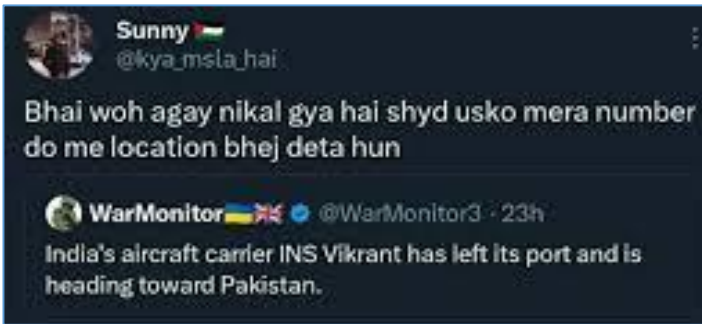 Sunny 🇵🇸
@kya_msla_hai
Bhai woh agay nikal gya hai shyd usko mera number
do me location bhej deta hun
WarMonitor🇺🇦🇬🇧 @WarMonitor3 · 23h
India's aircraft carrier INS Vikrant has left its port and is
heading toward Pakistan.